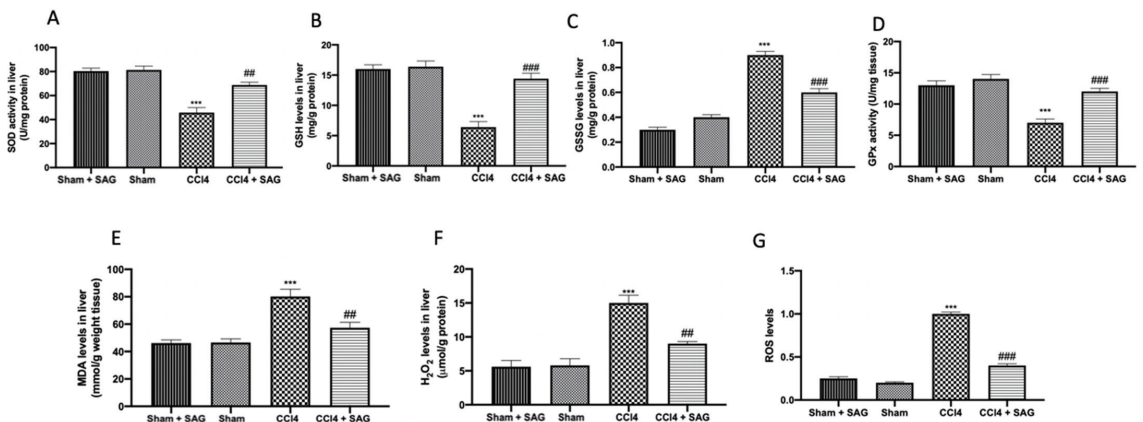 A
SOD activity in liver
(U/mg protein)
100
80
60
40
20
0
***
##
Sham + SAG Sham CCl4 CCl4 + SAG
B
GSH levels in liver
(mg/g protein)
20
15
10
5
0
***
###
Sham + SAG Sham CCl4 CCl4 + SAG
C
GSSG levels in liver
(mg/g protein)
1.0
0.8
0.6
0.4
0.2
0.0
***
###
Sham + SAG Sham CCl4 CCl4 + SAG
D
GPx activity (U/mg tissue)
20
15
10
5
0
***
###
Sham + SAG Sham CCl4 CCl4 + SAG
E
MDA levels in liver
(mmol/g weight tissue)
100
80
60
40
20
0
***
##
Sham + SAG Sham CCl4 CCl4 + SAG
F
H2O2 levels in liver
(μmol/g protein)
20
15
10
5
0
***
##
Sham + SAG Sham CCl4 CCl4 + SAG
G
ROS levels
1.5
1.0
0.5
0.0
***
###
Sham + SAG Sham CCl4 CCl4 + SAG